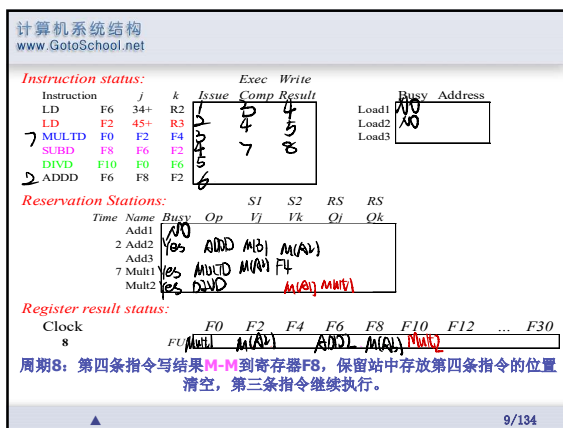 计算机系统结构
www.GotoSchool.net
Instruction status: Exec Write
Instruction j k Issue Comp Result Busy Address
LD F6 34+ R2 1 3 4 Load1 NO
LD F2 45+ R3 2 4 5 Load2 NO
7 MULTD F0 F2 F4 3 Load3
SUBD F8 F6 F2 4 7 8
DIVD F10 F0 F6 5
2 ADDD F6 F8 F2 6
Reservation Stations: S1 S2 RS RS
Time Name Busy Op Vj Vk Qj Qk
Add1 NO
2 Add2 Yes ADDD M(3) M(A2)
Add3
7 Mult1 Yes MULTD M(A2) F4
Mult2 Yes DIVD M(A1) Mult1
Register result status:
Clock F0 F2 F4 F6 F8 F10 F12 ... F30
8 FU Mult1 M(A2) ADD2 Mult2
周期8：第四条指令写结果M-M到寄存器F8，保留站中存放第四条指令的位置
清空，第三条指令继续执行。
9/134